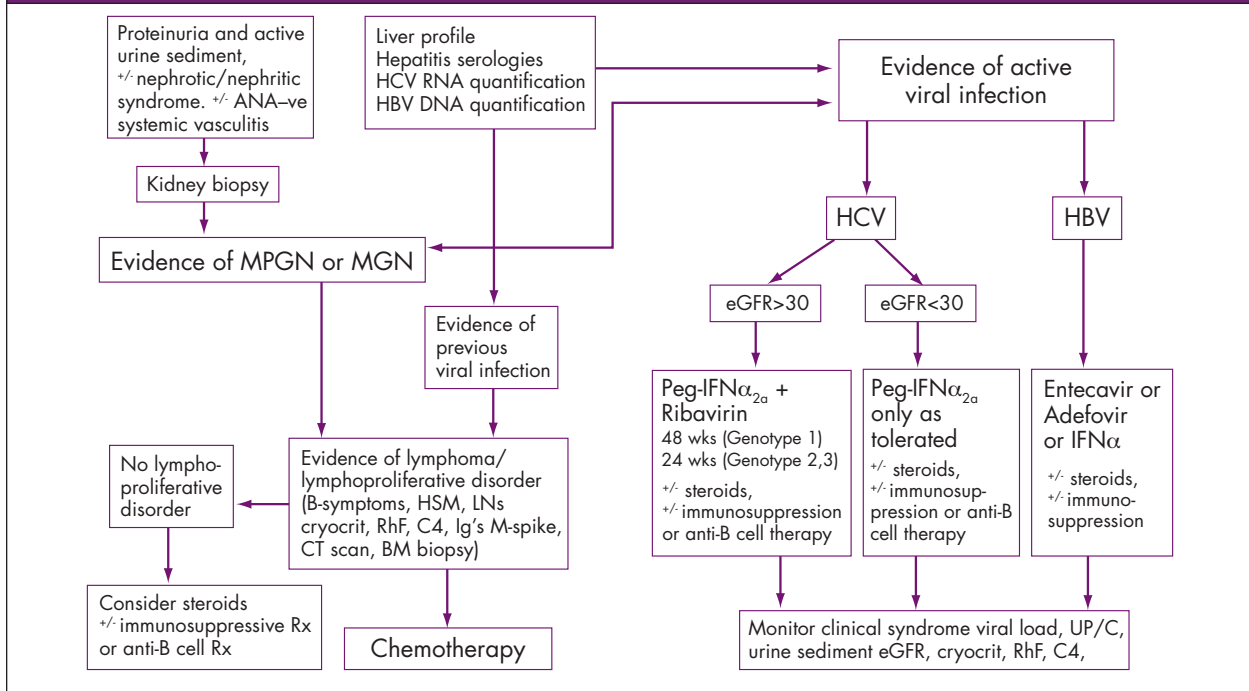 Proteinuria and active
urine sediment,
+/- nephrotic/nephritic
syndrome. +/- ANA–ve
systemic vasculitis
Kidney biopsy
Evidence of MPGN or MGN
Liver profile
Hepatitis serologies
HCV RNA quantification
HBV DNA quantification
Evidence of
previous
viral infection
No lympho-
proliferative
disorder
Evidence of lymphoma/
lymphoproliferative disorder
(B-symptoms, HSM, LNs
cryocrit, RhF, C4, Ig's M-spike,
CT scan, BM biopsy)
Consider steroids
+/- immunosuppressive Rx
or anti-B cell Rx
Chemotherapy
Evidence of active
viral infection
HCV
HBV
eGFR>30
eGFR<30
Peg-IFNα2a +
Ribavirin
48 wks (Genotype 1)
24 wks (Genotype 2,3)
+/- steroids,
+/- immunosuppression
or anti-B cell therapy
Peg-IFNα2a
only as
tolerated
+/- steroids,
+/- immunosup-
pression or anti-B
cell therapy
Entecavir or
Adefovir
or IFNα
+/- steroids,
+/- immuno-
suppression
Monitor clinical syndrome viral load, UP/C,
urine sediment eGFR, cryocrit, RhF, C4,